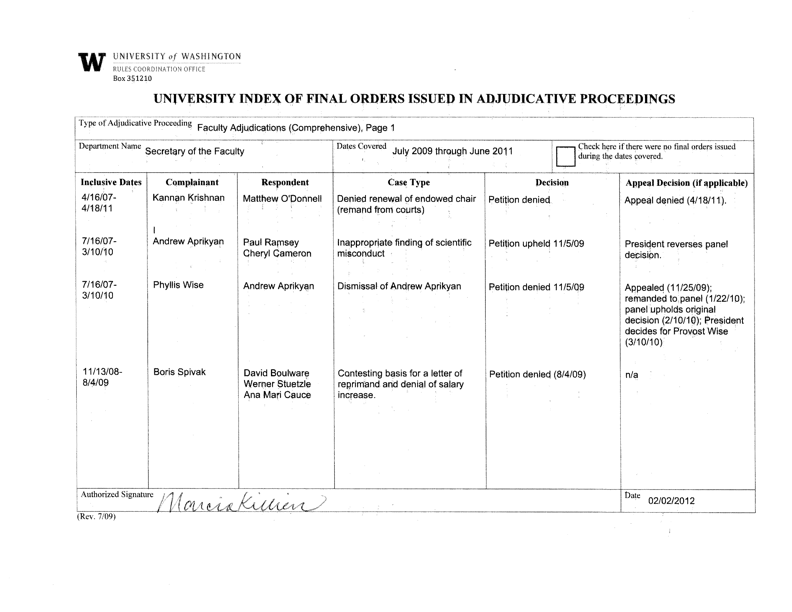 W UNIVERSITY of WASHINGTON
RULES COORDINATION OFFICE
Box 351210
UNIVERSITY INDEX OF FINAL ORDERS ISSUED IN ADJUDICATIVE PROCEEDINGS
Type of Adjudicative Proceeding Faculty Adjudications (Comprehensive), Page 1
Department Name Secretary of the Faculty Dates Covered July 2009 through June 2011 Check here if there were no final orders issued
during the dates covered.
Inclusive Dates Complainant Respondent Case Type Decision Appeal Decision (if applicable)
4/16/07- Kannan Krishnan Matthew O'Donnell Denied renewal of endowed chair Petition denied Appeal denied (4/18/11).
4/18/11 (remand from courts)
7/16/07- Andrew Aprikyan Paul Ramsey Inappropriate finding of scientific Petition upheld 11/5/09 President reverses panel
3/10/10 Cheryl Cameron misconduct decision.
7/16/07- Phyllis Wise Andrew Aprikyan Dismissal of Andrew Aprikyan Petition denied 11/5/09 Appealed (11/25/09);
3/10/10 remanded to panel (1/22/10);
panel upholds original
decision (2/10/10); President
decides for Provost Wise
(3/10/10)
11/13/08- Boris Spivak David Boulware Contesting basis for a letter of Petition denied (8/4/09) n/a
8/4/09 Werner Stuetzle reprimand and denial of salary
Ana Mari Cauce increase.
Authorized Signature Marcia Killien Date 02/02/2012
(Rev. 7/09)